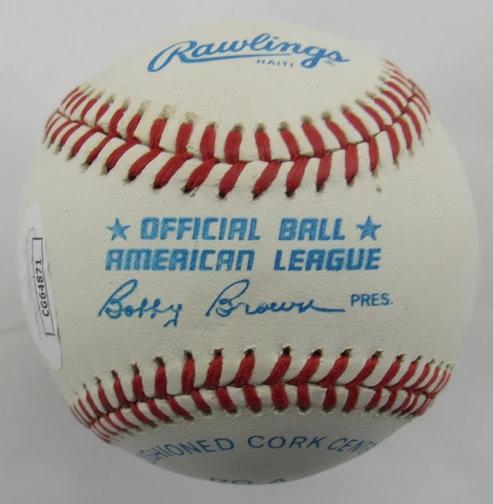 Rawlings
HAITI
★ OFFICIAL BALL ★
AMERICAN LEAGUE
Bobby Brown PRES.
CG64871
CORK